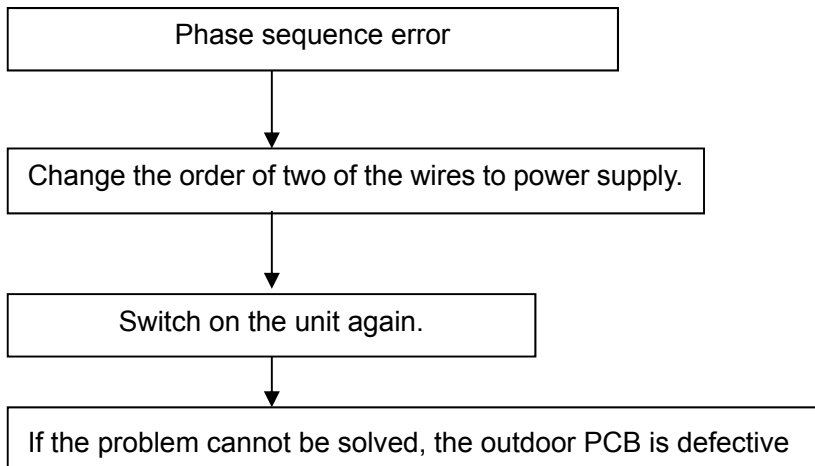 Phase sequence error
Change the order of two of the wires to power supply.
Switch on the unit again.
If the problem cannot be solved, the outdoor PCB is defective